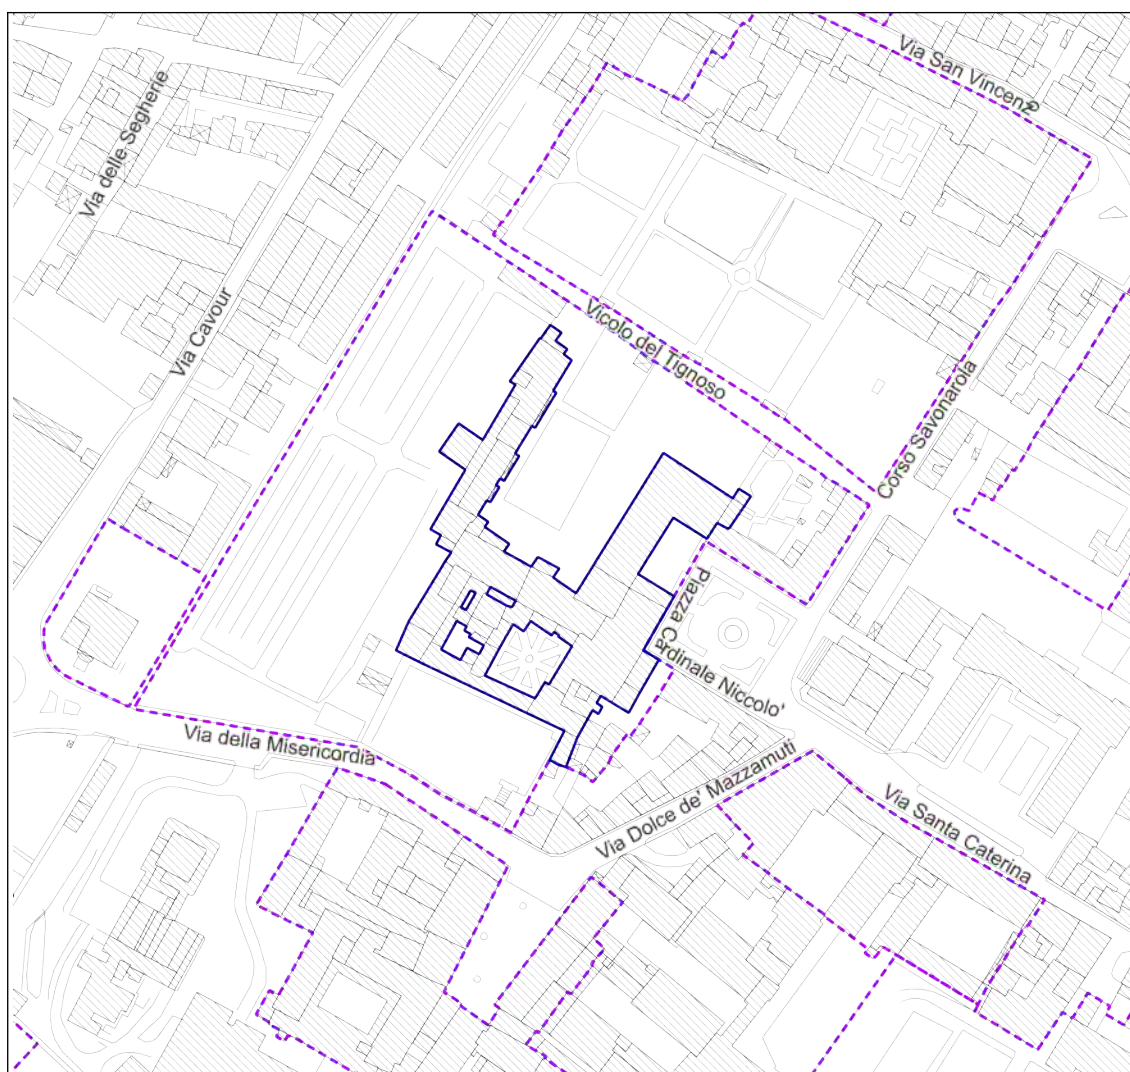 Via San Vincenzo
Via delle Segherie
Via Cavour
Vicolo del Tignoso
Corso Savonarola
Piazza Cardinale Niccolo'
Via della Misericordia
Via Dolce de' Mazzamuti
Via Santa Caterina